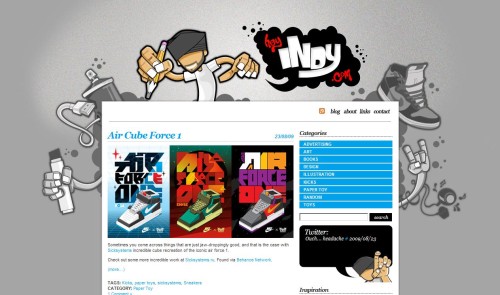 hey
INDY
.com
blog about links contact
Air Cube Force 1
23/08/09
Categories
ADVERTISING
ART
BOOKS
DESIGN
ILLUSTRATION
KICKS
PAPER TOY
RANDOM
TOYS
search
AIR
FORCE
ONE
AIR
FORCE
ONE
Twitter:
Ouch... headache # 2009/08/23
Sometimes you come across things that are just jaw droppingly good, and that is the case with
incredible cube recreation of the iconic air force 1.
Check out some more incredible work at Found via Behance Network.
(more...)
TAGS: Kicks, paper toys, Sneakers
CATEGORY: Paper Toy
Inspiration